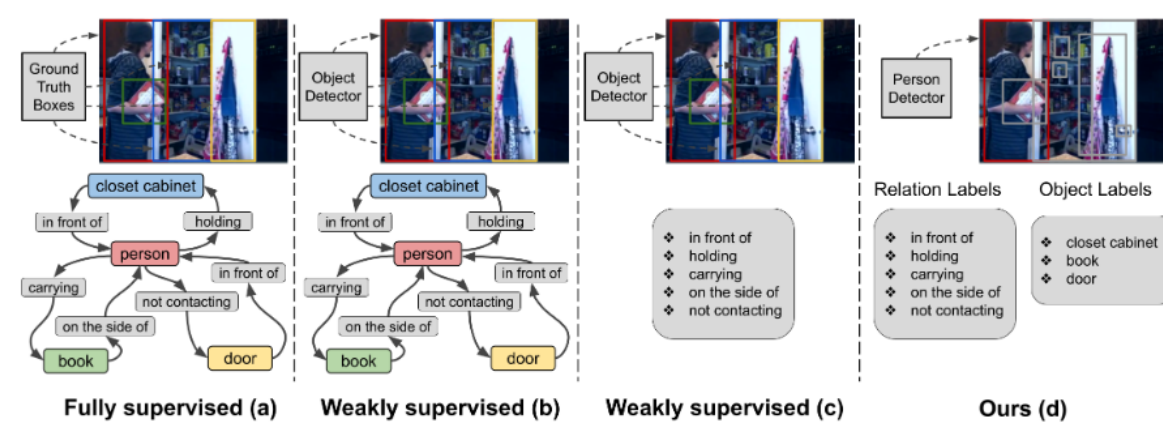 Ground
Truth
Boxes
closet cabinet
in front of
holding
person
in front of
carrying
not contacting
on the side of
book
door
Fully supervised (a)
Object
Detector
closet cabinet
in front of
holding
person
in front of
carrying
not contacting
on the side of
book
door
Weakly supervised (b)
Object
Detector
❖ in front of
❖ holding
❖ carrying
❖ on the side of
❖ not contacting
Weakly supervised (c)
Person
Detector
Relation Labels
❖ in front of
❖ holding
❖ carrying
❖ on the side of
❖ not contacting
Object Labels
❖ closet cabinet
❖ book
❖ door
Ours (d)